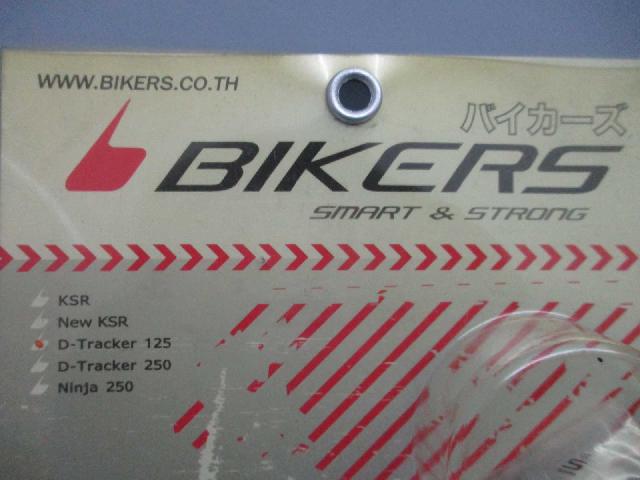 WWW.BIKERS.CO.TH
バイカーズ
BIKERS
SMART & STRONG
KSR
New KSR
D-Tracker 125
D-Tracker 250
Ninja 250